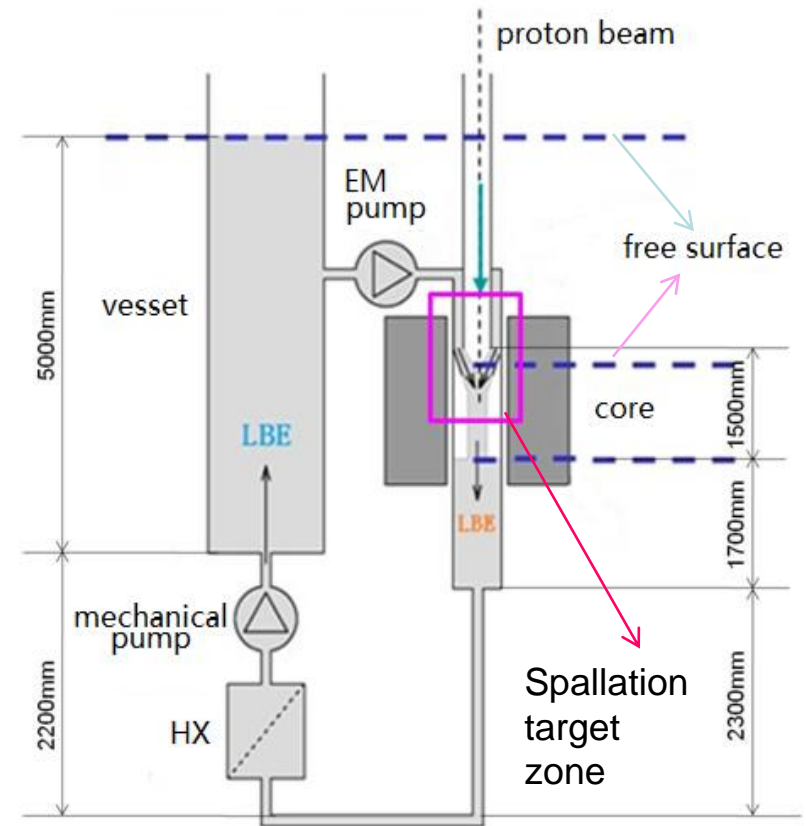 proton beam
EM
pump
free surface
vesset
5000mm
core
1500mm
LBE
LBE
1700mm
mechanical
pump
2200mm
HX
Spallation
target
zone
2300mm